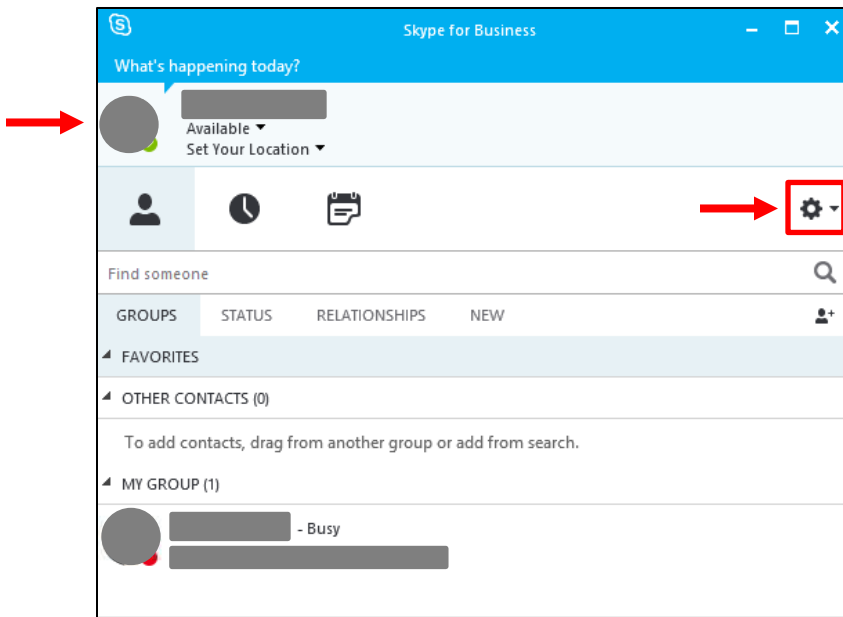 Skype for Business
What's happening today?
Available
Set Your Location
Find someone
GROUPS STATUS RELATIONSHIPS NEW
FAVORITES
OTHER CONTACTS (0)
To add contacts, drag from another group or add from search.
MY GROUP (1)
- Busy